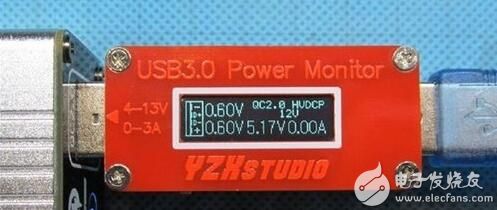 USB3.0 Power Monitor
4-13V
0-3A
D- 0.60V QC2.0 HVDCP
12V
D+ 0.60V 5.17V 0.00A
YZXSTUDIO
电子发烧友
www.elecfans.com